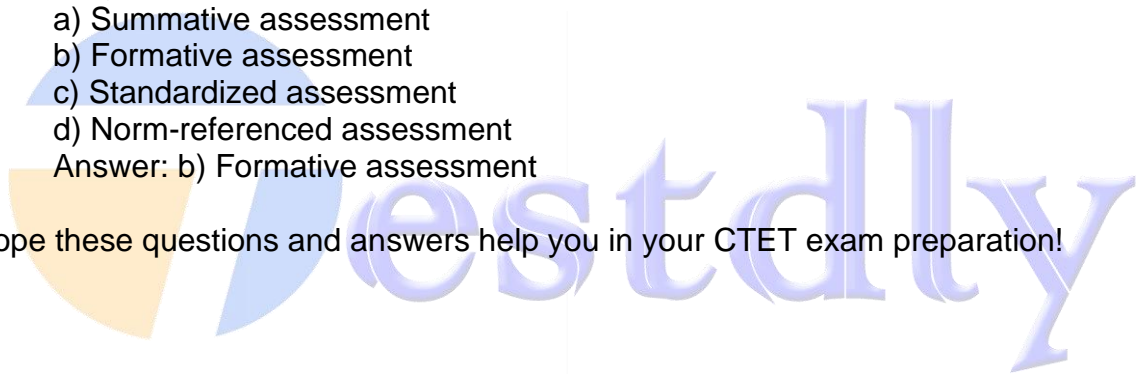 a) Summative assessment
b) Formative assessment
c) Standardized assessment
d) Norm-referenced assessment
Answer: b) Formative assessment
ope these questions and answers help you in your CTET exam preparation!
Testdly